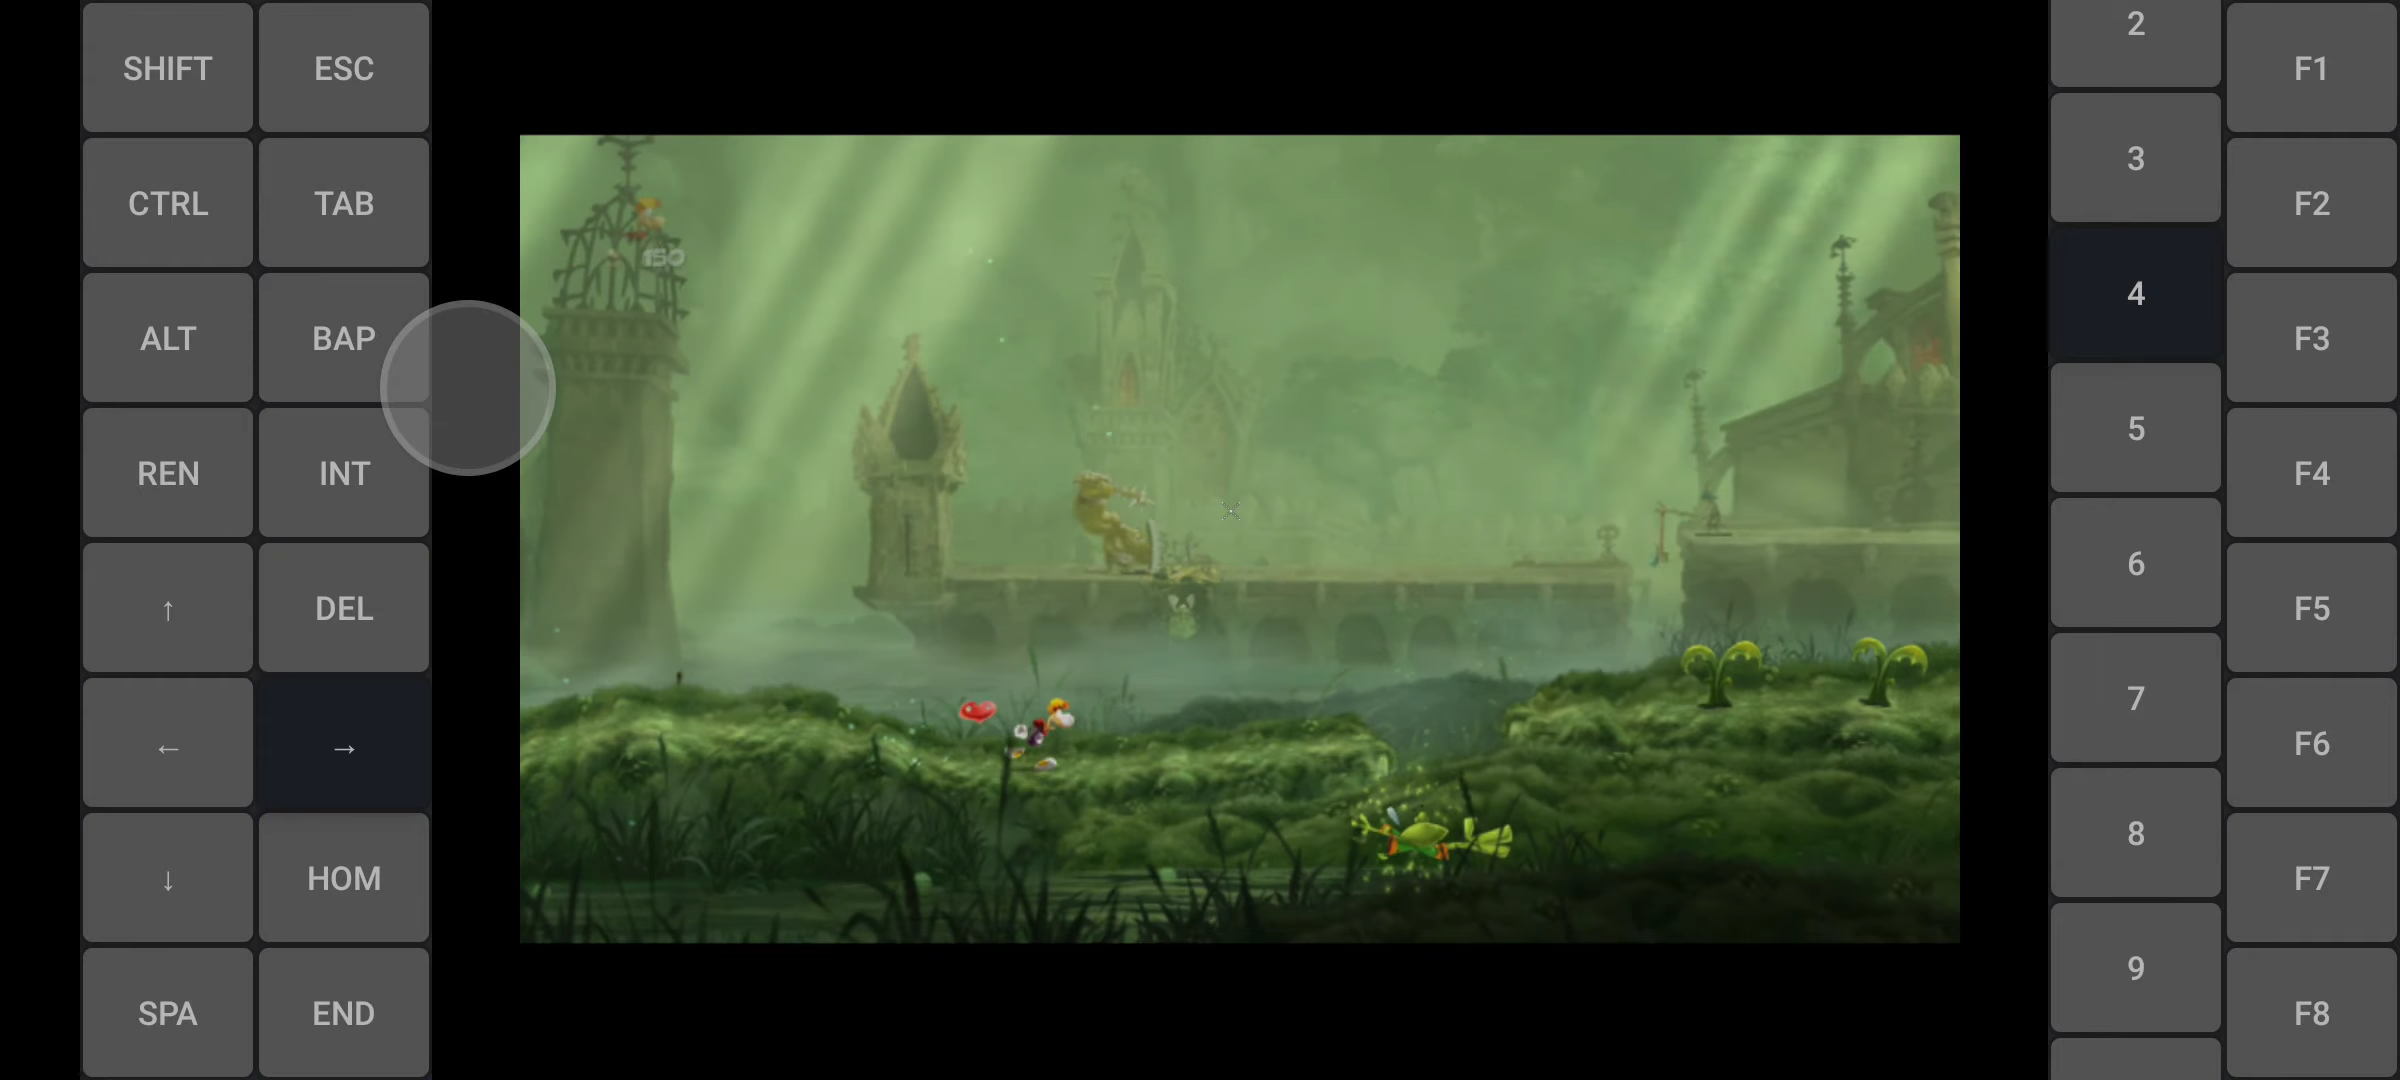 SHIFT ESC
CTRL TAB
ALT BAP
REN INT
↑ DEL
← →
↓ HOM
SPA END
150
2 F1
3 F2
4 F3
5 F4
6 F5
7 F6
8 F7
9 F8